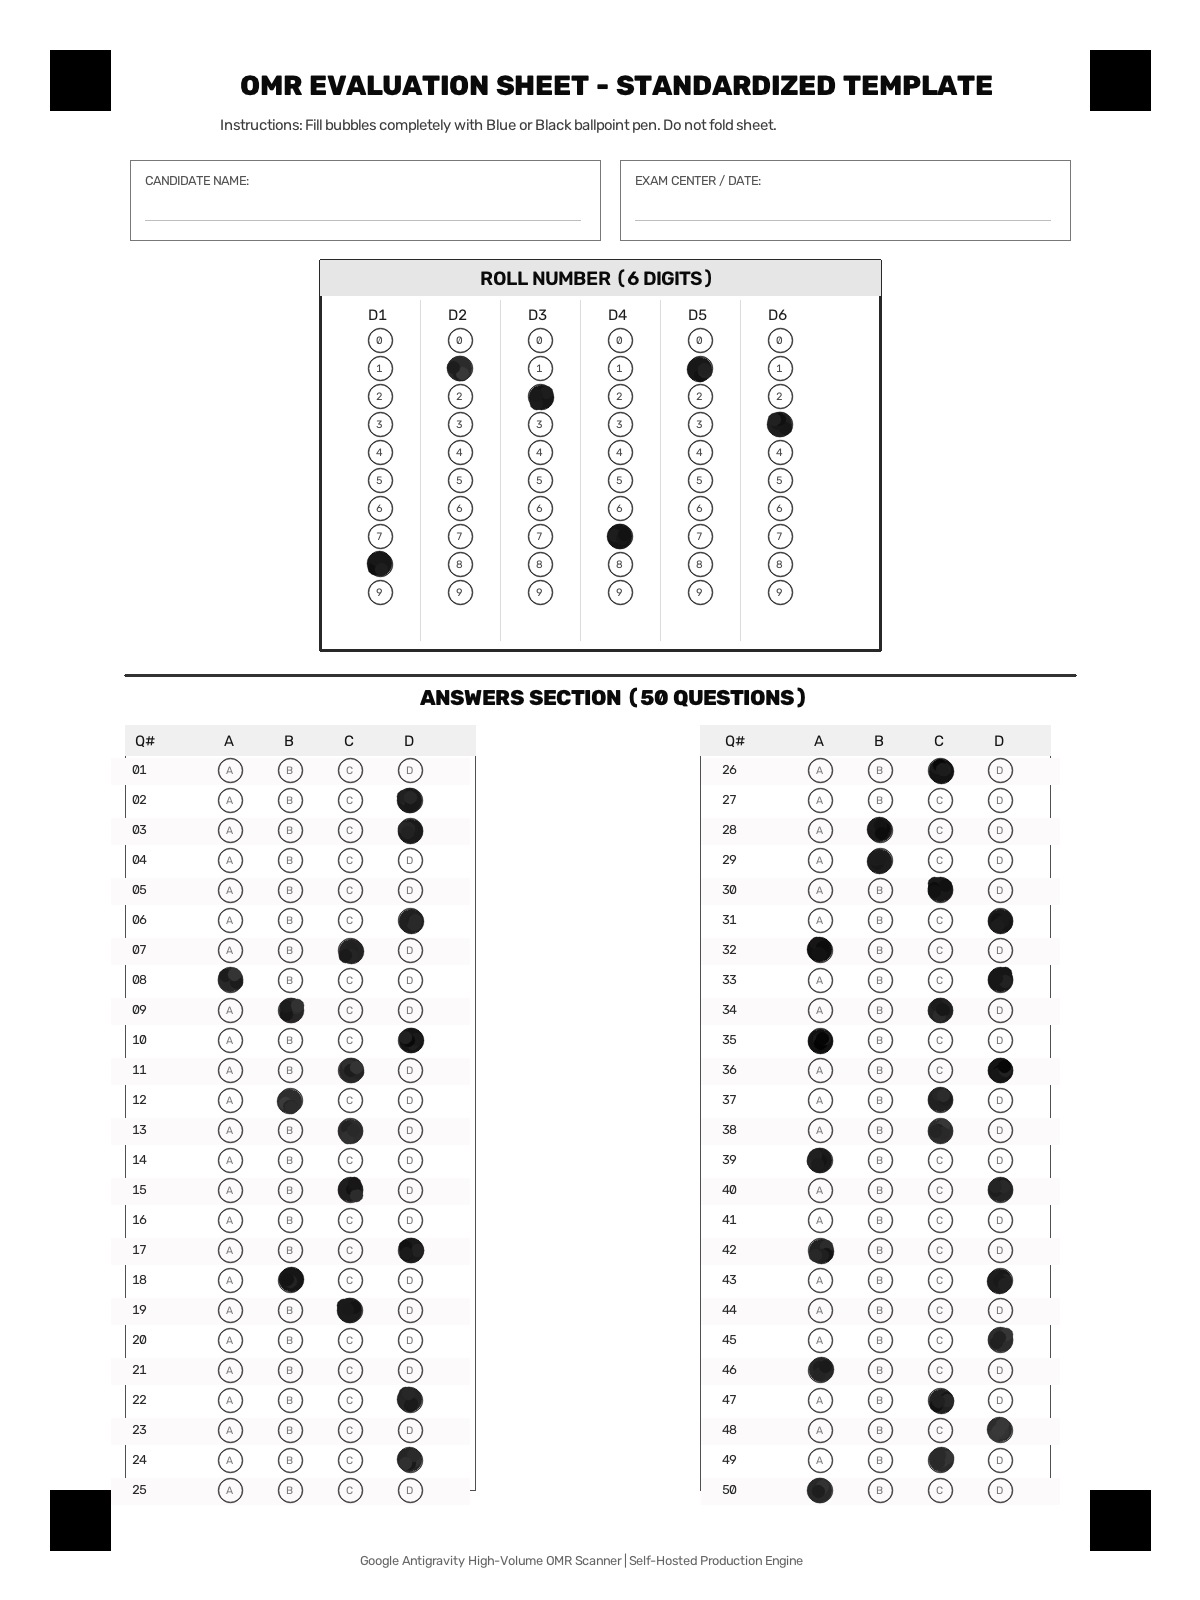 OMR EVALUATION SHEET - STANDARDIZED TEMPLATE
Instructions: Fill bubbles completely with Blue or Black ballpoint pen. Do not fold sheet.
CANDIDATE NAME: EXAM CENTER / DATE:
ROLL NUMBER (6 DIGITS)
D1 D2 D3 D4 D5 D6
0 0 0 0 0 0
1 1 1 1
2 2 2 2 2
3 3 3 3 3
4 4 4 4 4 4
5 5 5 5 5 5
6 6 6 6 6 6
7 7 7 7 7
8 8 8 8 8
9 9 9 9 9 9
ANSWERS SECTION (50 QUESTIONS)
Q# A B C D Q# A B C D
01 A B C D 26 A B D
02 A B C 27 A B C D
03 A B C 28 A C D
04 A B C D 29 A C D
05 A B C D 30 A B D
06 A B C 31 A B C
07 A B D 32 B C D
08 B C D 33 A B C
09 A C D 34 A B D
10 A B C 35 B C D
11 A B D 36 A B C
12 A C D 37 A B D
13 A B D 38 A B D
14 A B C D 39 B C D
15 A B D 40 A B C
16 A B C D 41 A B C D
17 A B C 42 B C D
18 A C D 43 A B C
19 A B D 44 A B C D
20 A B C D 45 A B C
21 A B C D 46 B C D
22 A B C 47 A B D
23 A B C D 48 A B C
24 A B C 49 A B D
25 A B C D 50 B C D
Google Antigravity High-Volume OMR Scanner | Self-Hosted Production Engine